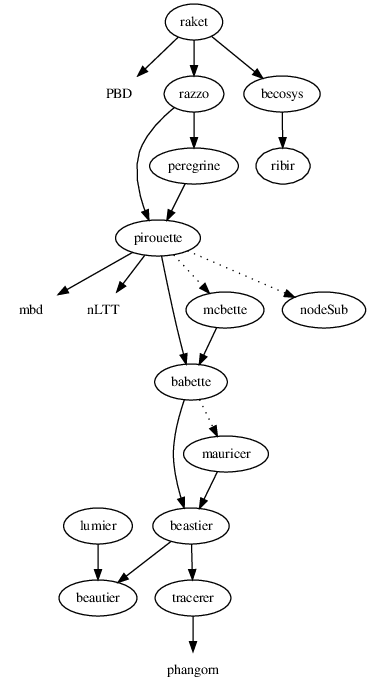 raket
PBD
razzo
becosys
peregrine
ribir
pirouette
mbd
nLTT
mcbette
nodeSub
babette
mauricer
lumier
beastier
beautier
tracerer
phangorn